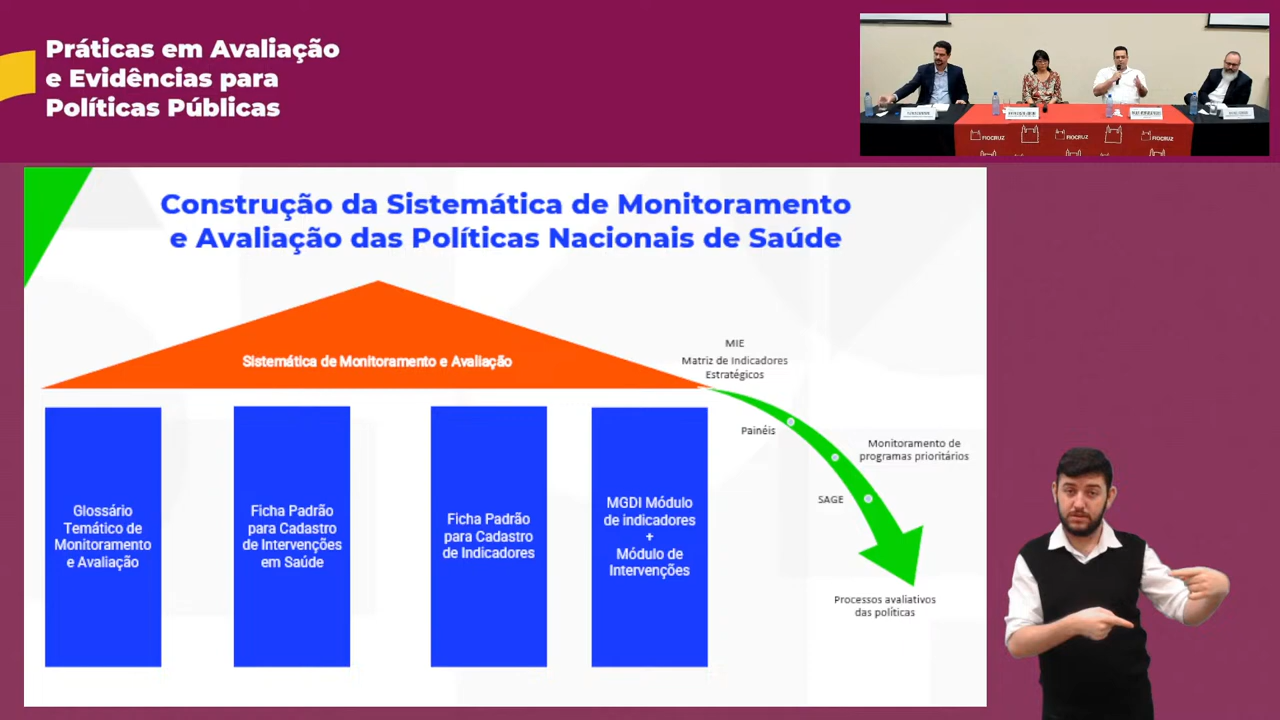 Práticas em Avaliação
e Evidências para
Políticas Públicas
FIOCRUZ
FIOCRUZ
FIOCRUZ
Construção da Sistemática de Monitoramento
e Avaliação das Políticas Nacionais de Saúde
Sistemática de Monitoramento e Avaliação
Glossário
Temático de
Monitoramento
e Avaliação
Ficha Padrão
para Cadastro
de Intervenções
em Saúde
Ficha Padrão
para Cadastro
de Indicadores
MGDI Módulo
de indicadores
+
Módulo de
Intervenções
MIE
Matriz de Indicadores
Estratégicos
Painéis
Monitoramento de
programas prioritários
SAGE
Processos avaliativos
das políticas